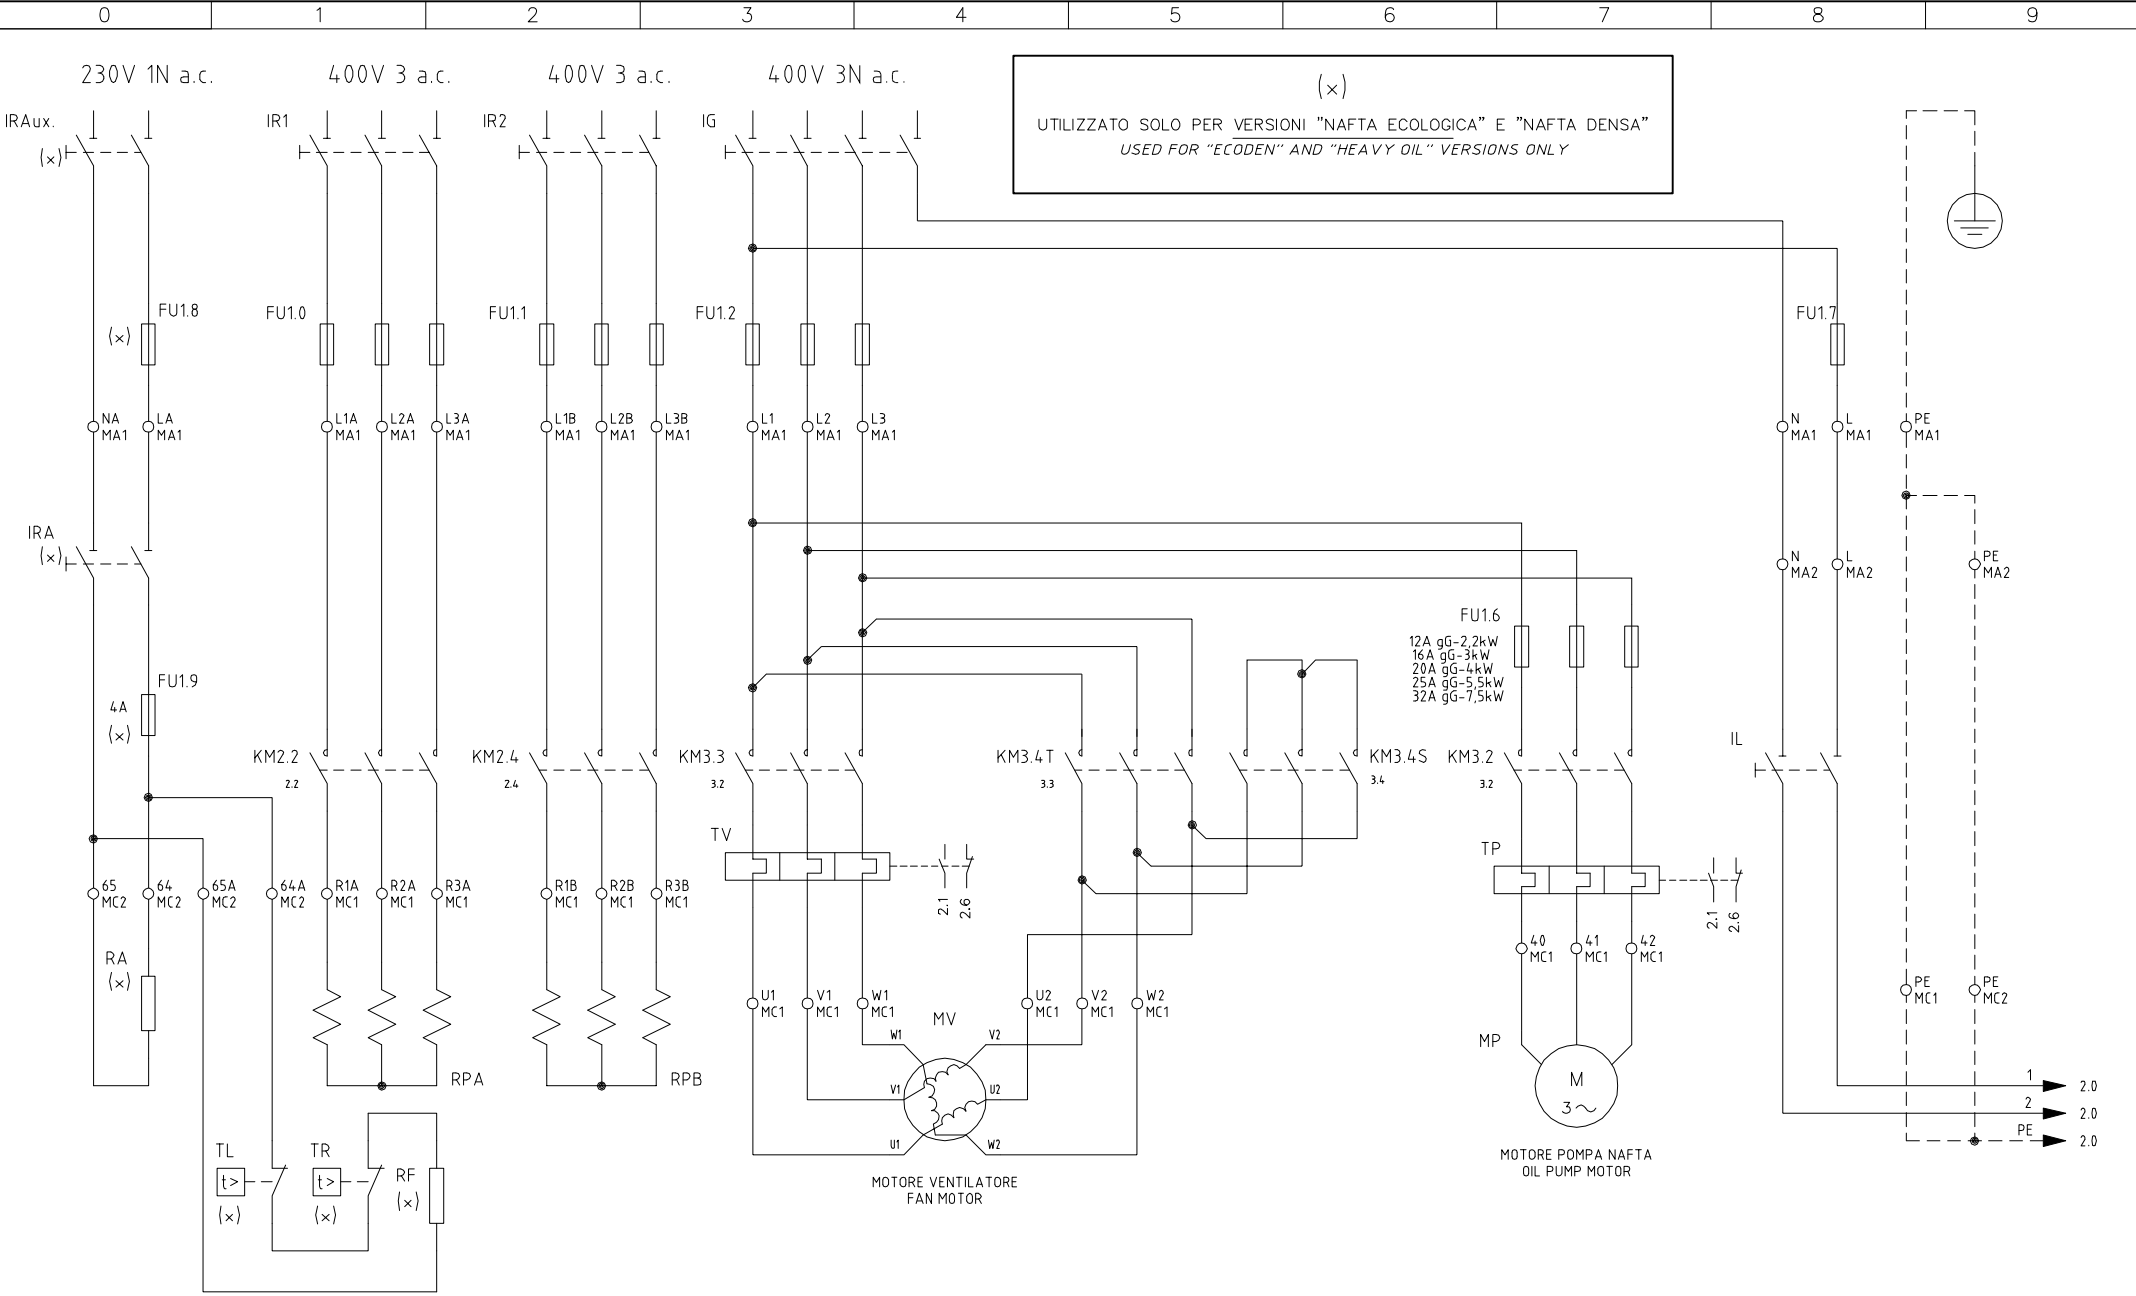 0 1 2 3 4 5 6 7 8 9
230V 1N a.c. 400V 3 a.c. 400V 3 a.c. 400V 3N a.c.
(x)
UTILIZZATO SOLO PER VERSIONI "NAFTA ECOLOGICA" E "NAFTA DENSA"
USED FOR "ECODEN" AND "HEAVY OIL" VERSIONS ONLY
IRAux. IR1 IR2 IG
(x)
FU1.8 FU1.0 FU1.1 FU1.2 FU1.7
(x)
NA LA L1A L2A L3A L1B L2B L3B L1 L2 L3 N L PE
MA1 MA1 MA1 MA1 MA1 MA1 MA1 MA1 MA1 MA1 MA1 MA1 MA1 MA1
IRA
(x)
N L PE
MA2 MA2 MA2
FU1.6
12A gG-2,2kW
16A gG-3kW
20A gG-4kW
25A gG-5,5kW
32A gG-7,5kW
FU1.9
4A
(x)
IL
KM2.2 KM2.4 KM3.3 KM3.4T KM3.4S KM3.2
2.2 2.4 3.2 3.3 3.4 3.2
TV TP
65 64 65A 64A R1A R2A R3A R1B R2B R3B
MC2 MC2 MC2 MC2 MC1 MC1 MC1 MC1 MC1 MC1
2.1 2.6 2.1 2.6
40 41 42
MC1 MC1 MC1
RA
(x)
U1 V1 W1 U2 V2 W2 PE PE
MC1 MC1 MC1 MC1 MC1 MC1 MC1 MC2
MV MP
W1 V2
V1 U2
U1 W2
RPA RPB
M
3~
1 2.0
2 2.0
PE 2.0
MOTORE POMPA NAFTA
OIL PUMP MOTOR
MOTORE VENTILATORE
FAN MOTOR
TL TR RF
t> t>
(x) (x) (x)